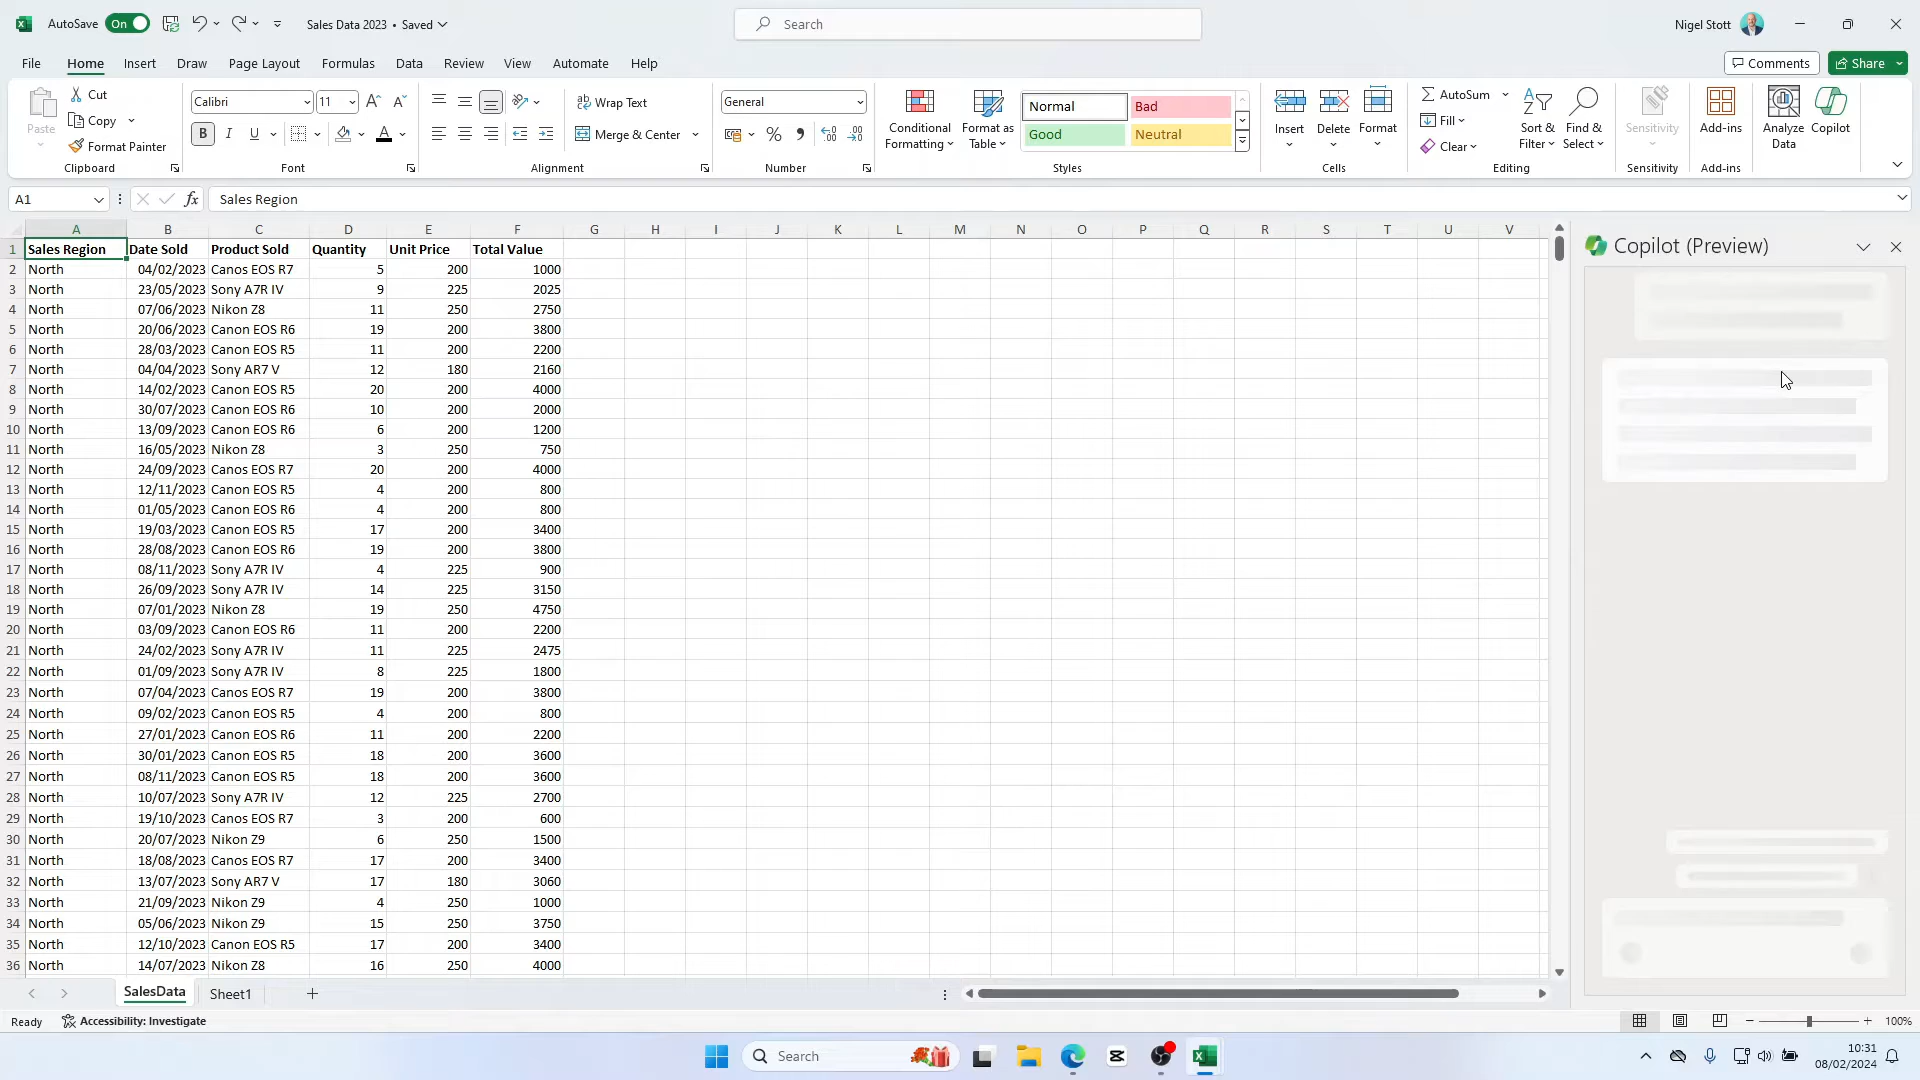 AutoSave On Sales Data 2023 • Saved Search Nigel Stott
File Home Insert Draw Page Layout Formulas Data Review View Automate Help Comments Share
Paste Cut Copy Format Painter Clipboard
Calibri 11 B I U A Font
Wrap Text Merge & Center Alignment
General % , Number
Conditional Formatting Format as Table Normal Bad Good Neutral Styles
Insert Delete Format Cells
AutoSum Fill Clear Sort & Filter Find & Select Editing
Sensitivity Sensitivity
Add-ins Add-ins
Analyze Data Copilot
A1 fx Sales Region
A B C D E F G H I J K L M N O P Q R S T U V
Copilot (Preview)
1 Sales Region Date Sold Product Sold Quantity Unit Price Total Value
2 North 04/02/2023 Canos EOS R7 5 200 1000
3 North 23/05/2023 Sony A7R IV 9 225 2025
4 North 07/06/2023 Nikon Z8 11 250 2750
5 North 20/06/2023 Canon EOS R6 19 200 3800
6 North 28/03/2023 Canon EOS R5 11 200 2200
7 North 04/04/2023 Sony AR7 V 12 180 2160
8 North 14/02/2023 Canon EOS R5 20 200 4000
9 North 30/07/2023 Canon EOS R6 10 200 2000
10 North 13/09/2023 Canon EOS R6 6 200 1200
11 North 16/05/2023 Nikon Z8 3 250 750
12 North 24/09/2023 Canos EOS R7 20 200 4000
13 North 12/11/2023 Canon EOS R5 4 200 800
14 North 01/05/2023 Canon EOS R6 4 200 800
15 North 19/03/2023 Canon EOS R5 17 200 3400
16 North 28/08/2023 Canon EOS R6 19 200 3800
17 North 08/11/2023 Sony A7R IV 4 225 900
18 North 26/09/2023 Sony A7R IV 14 225 3150
19 North 07/01/2023 Nikon Z8 19 250 4750
20 North 03/09/2023 Canon EOS R6 11 200 2200
21 North 24/02/2023 Sony A7R IV 11 225 2475
22 North 01/09/2023 Sony A7R IV 8 225 1800
23 North 07/04/2023 Canos EOS R7 19 200 3800
24 North 09/02/2023 Canon EOS R5 4 200 800
25 North 27/01/2023 Canon EOS R6 11 200 2200
26 North 30/01/2023 Canon EOS R5 18 200 3600
27 North 08/11/2023 Canon EOS R5 18 200 3600
28 North 10/07/2023 Sony A7R IV 12 225 2700
29 North 19/10/2023 Canos EOS R7 3 200 600
30 North 20/07/2023 Nikon Z9 6 250 1500
31 North 18/08/2023 Canos EOS R7 17 200 3400
32 North 13/07/2023 Sony AR7 V 17 180 3060
33 North 21/09/2023 Nikon Z9 4 250 1000
34 North 05/06/2023 Nikon Z9 15 250 3750
35 North 12/10/2023 Canon EOS R5 17 200 3400
36 North 14/07/2023 Nikon Z8 16 250 4000
SalesData Sheet1
Ready Accessibility: Investigate 100%
Search 10:31
08/02/2024